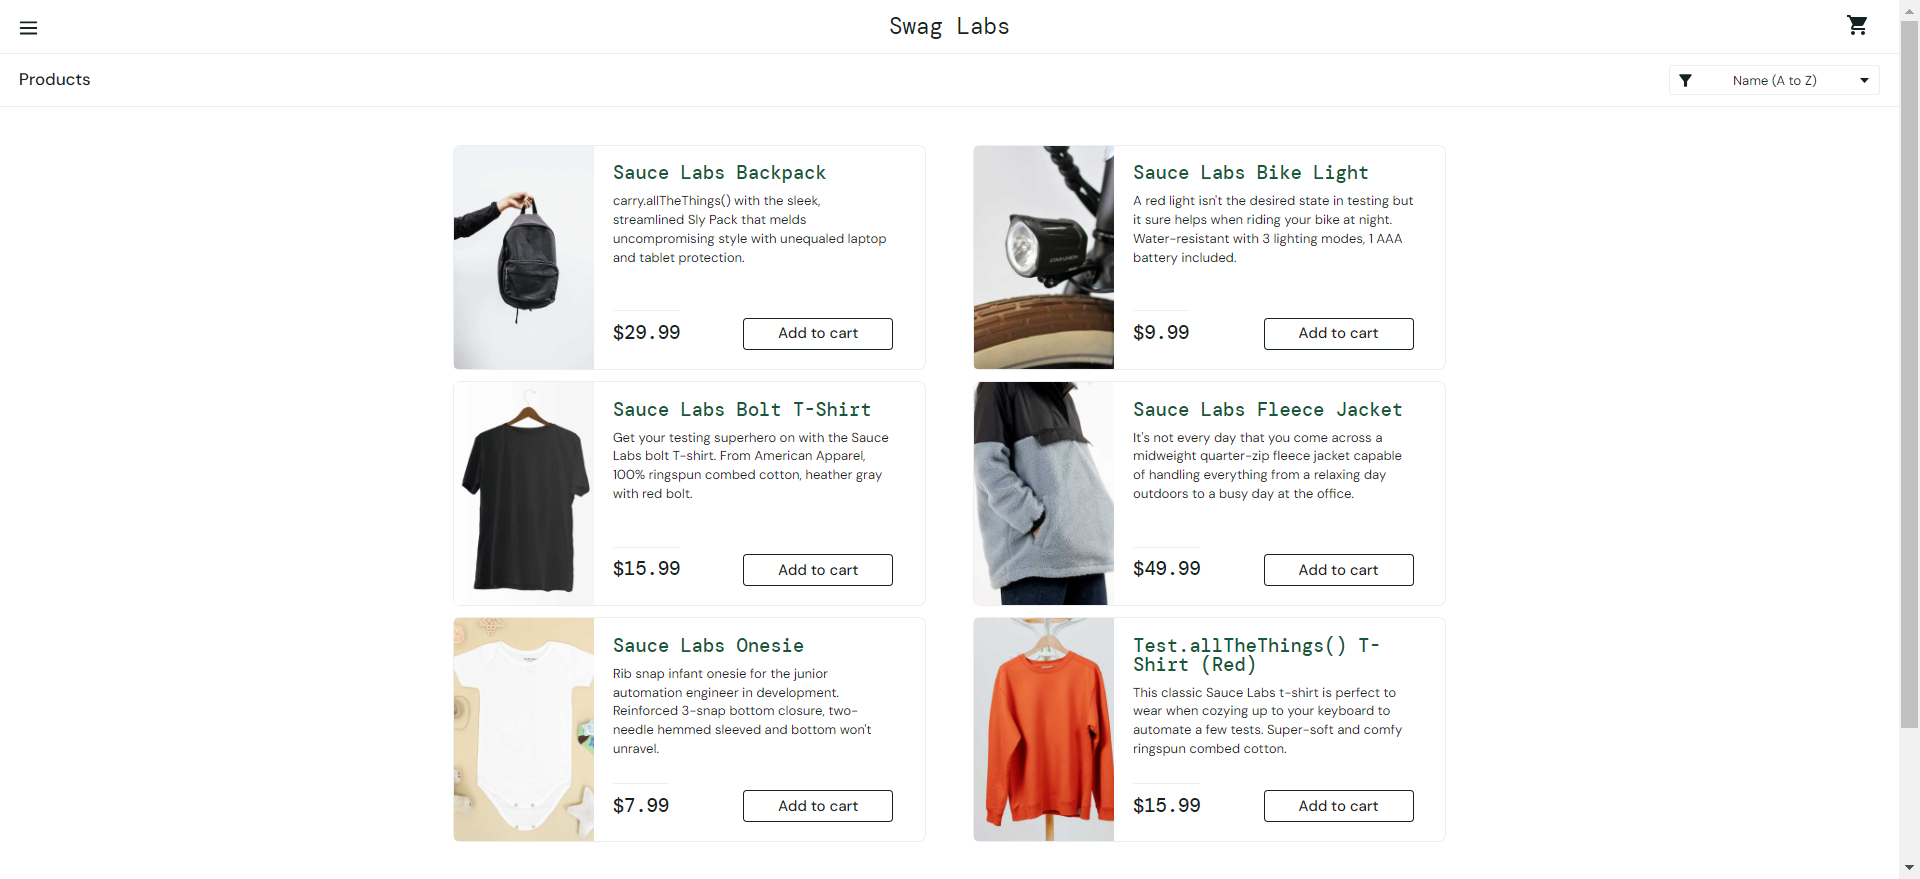 Swag Labs
Products
Name (A to Z)
Sauce Labs Backpack
carry.allTheThings() with the sleek,
streamlined Sly Pack that melds
uncompromising style with unequaled laptop
and tablet protection.
$29.99
Add to cart
Sauce Labs Bike Light
A red light isn't the desired state in testing but
it sure helps when riding your bike at night.
Water-resistant with 3 lighting modes, 1 AAA
battery included.
$9.99
Add to cart
Sauce Labs Bolt T-Shirt
Get your testing superhero on with the Sauce
Labs bolt T-shirt. From American Apparel,
100% ringspun combed cotton, heather gray
with red bolt.
$15.99
Add to cart
Sauce Labs Fleece Jacket
It's not every day that you come across a
midweight quarter-zip fleece jacket capable
of handling everything from a relaxing day
outdoors to a busy day at the office.
$49.99
Add to cart
Sauce Labs Onesie
Rib snap infant onesie for the junior
automation engineer in development.
Reinforced 3-snap bottom closure, two-
needle hemmed sleeved and bottom won't
unravel.
$7.99
Add to cart
Test.allTheThings() T-
Shirt (Red)
This classic Sauce Labs t-shirt is perfect to
wear when cozying up to your keyboard to
automate a few tests. Super-soft and comfy
ringspun combed cotton.
$15.99
Add to cart